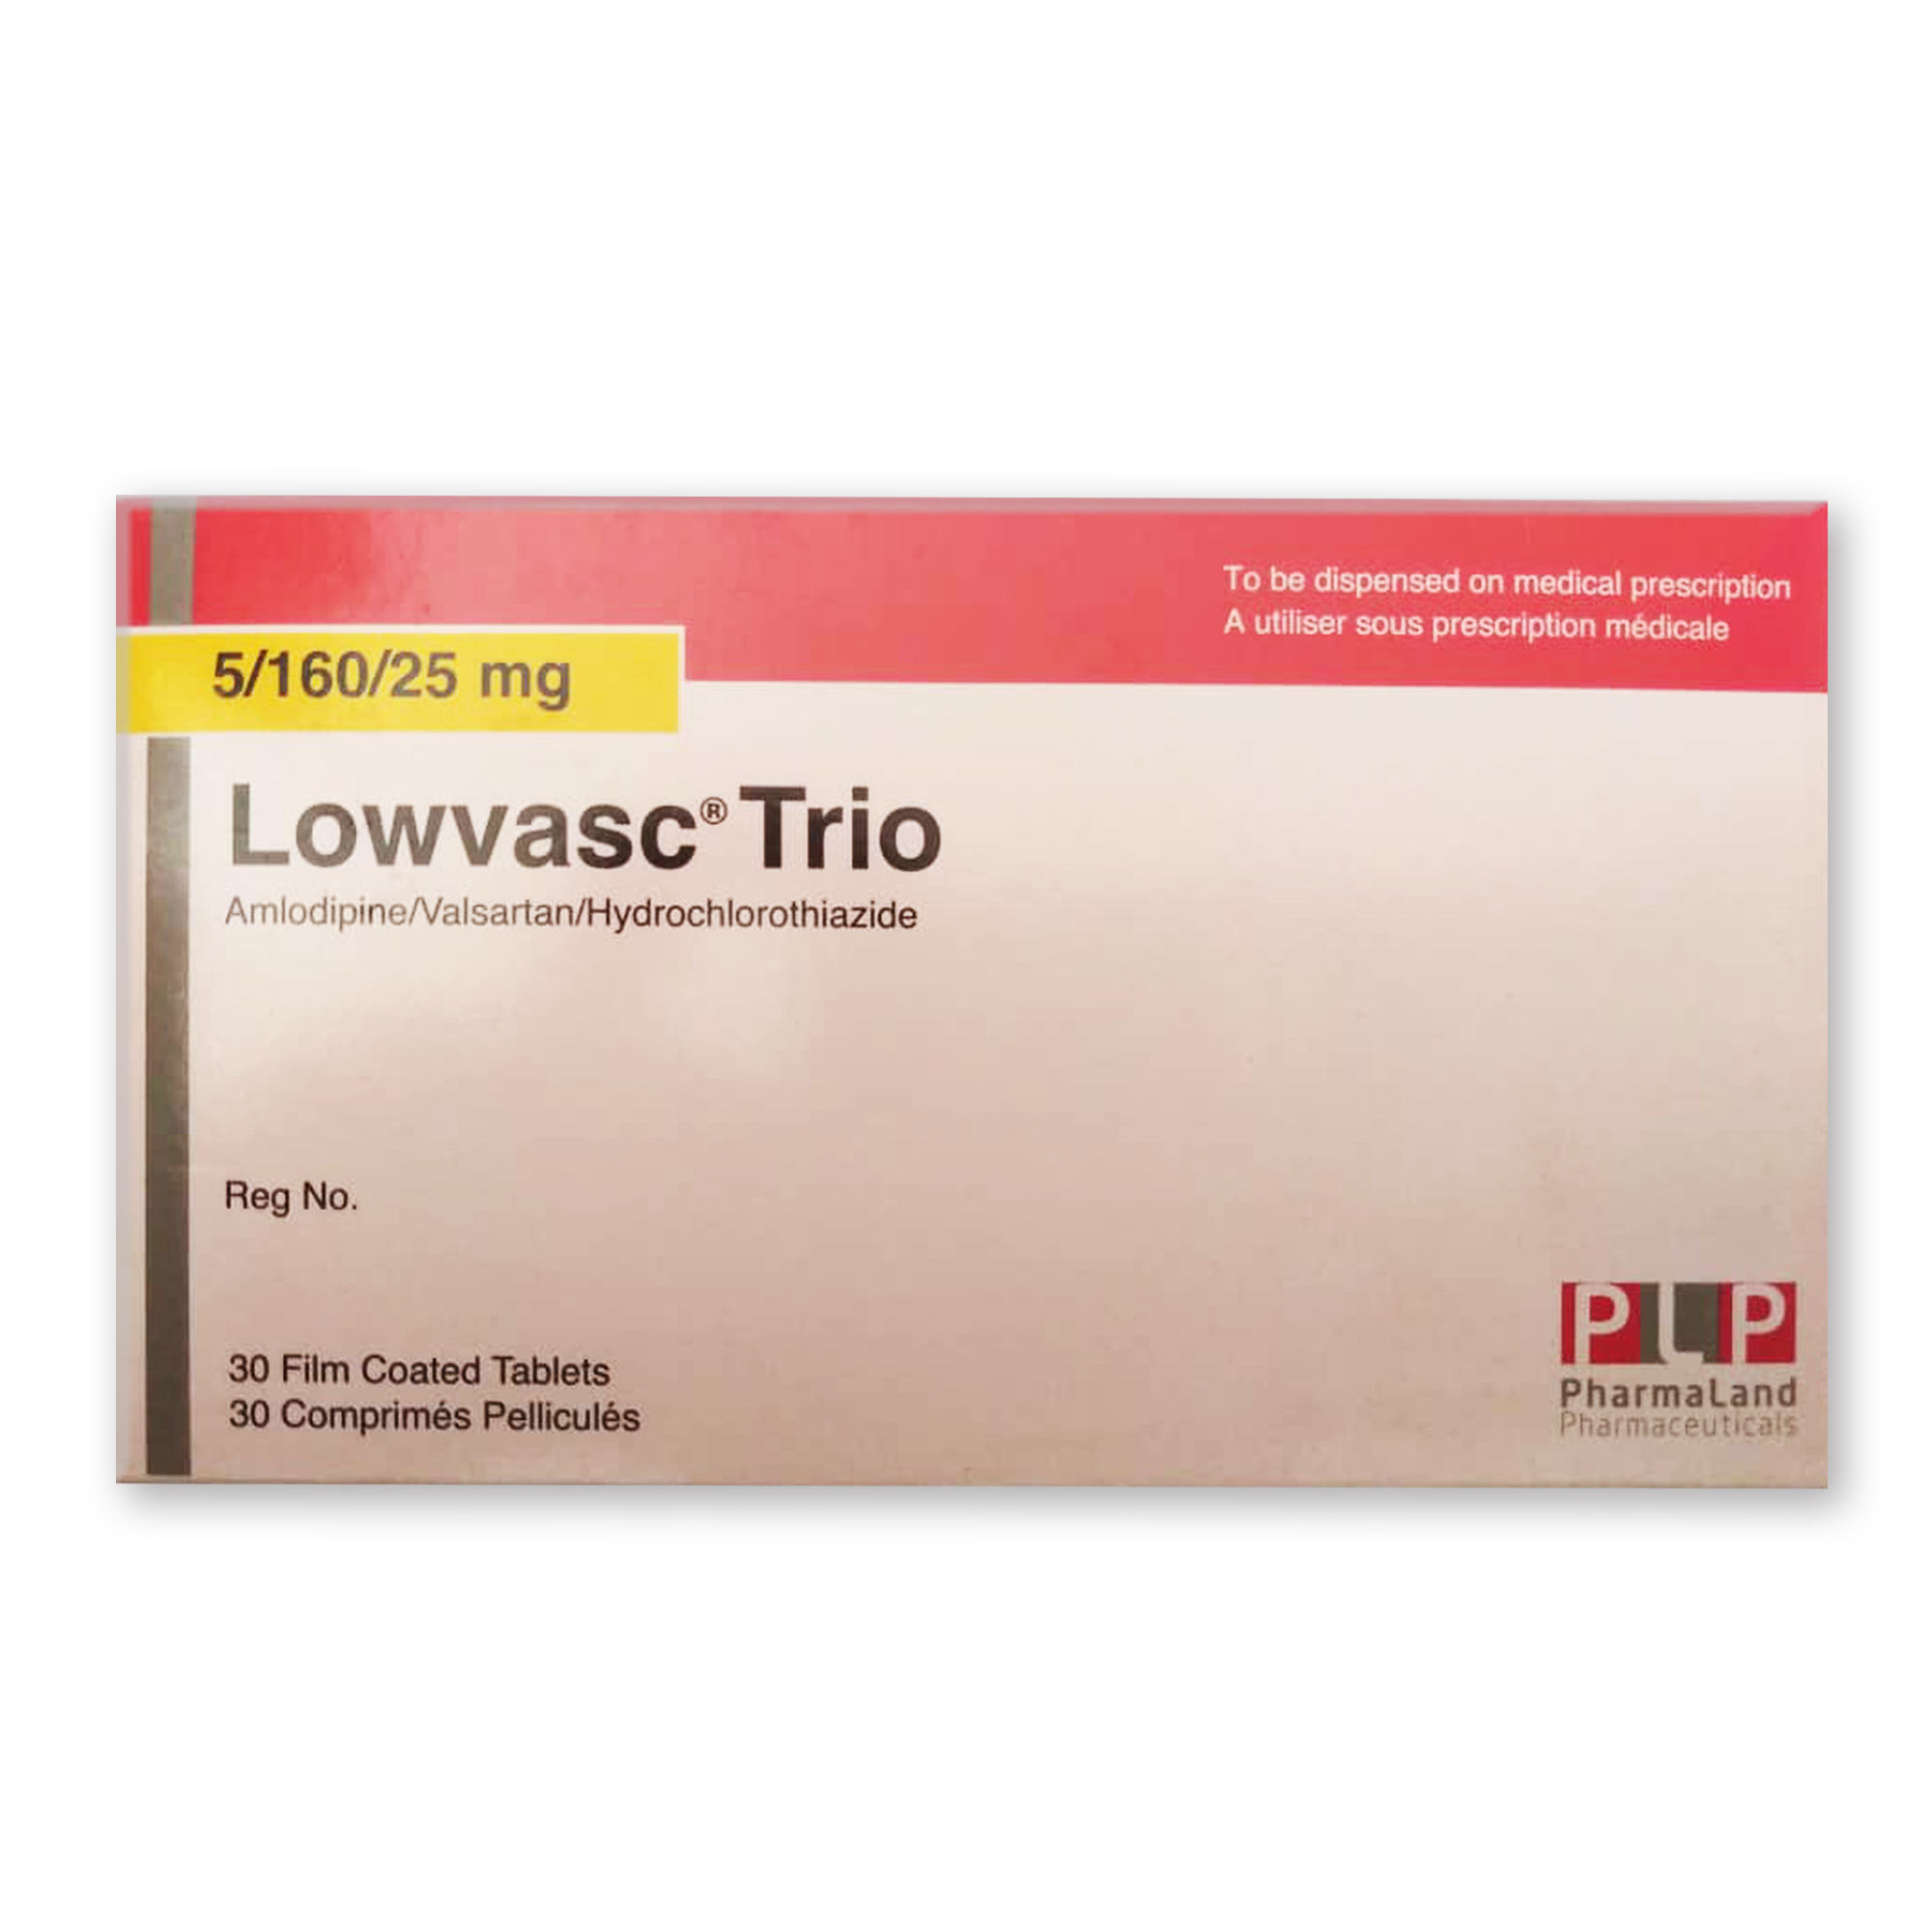 To be dispensed on medical prescription
A utiliser sous prescription médicale
5/160/25 mg
Lowvasc® Trio
Amlodipine/Valsartan/Hydrochlorothiazide
Reg No.
30 Film Coated Tablets
30 Comprimés Pelliculés
PLP
PharmaLand
Pharmaceuticals